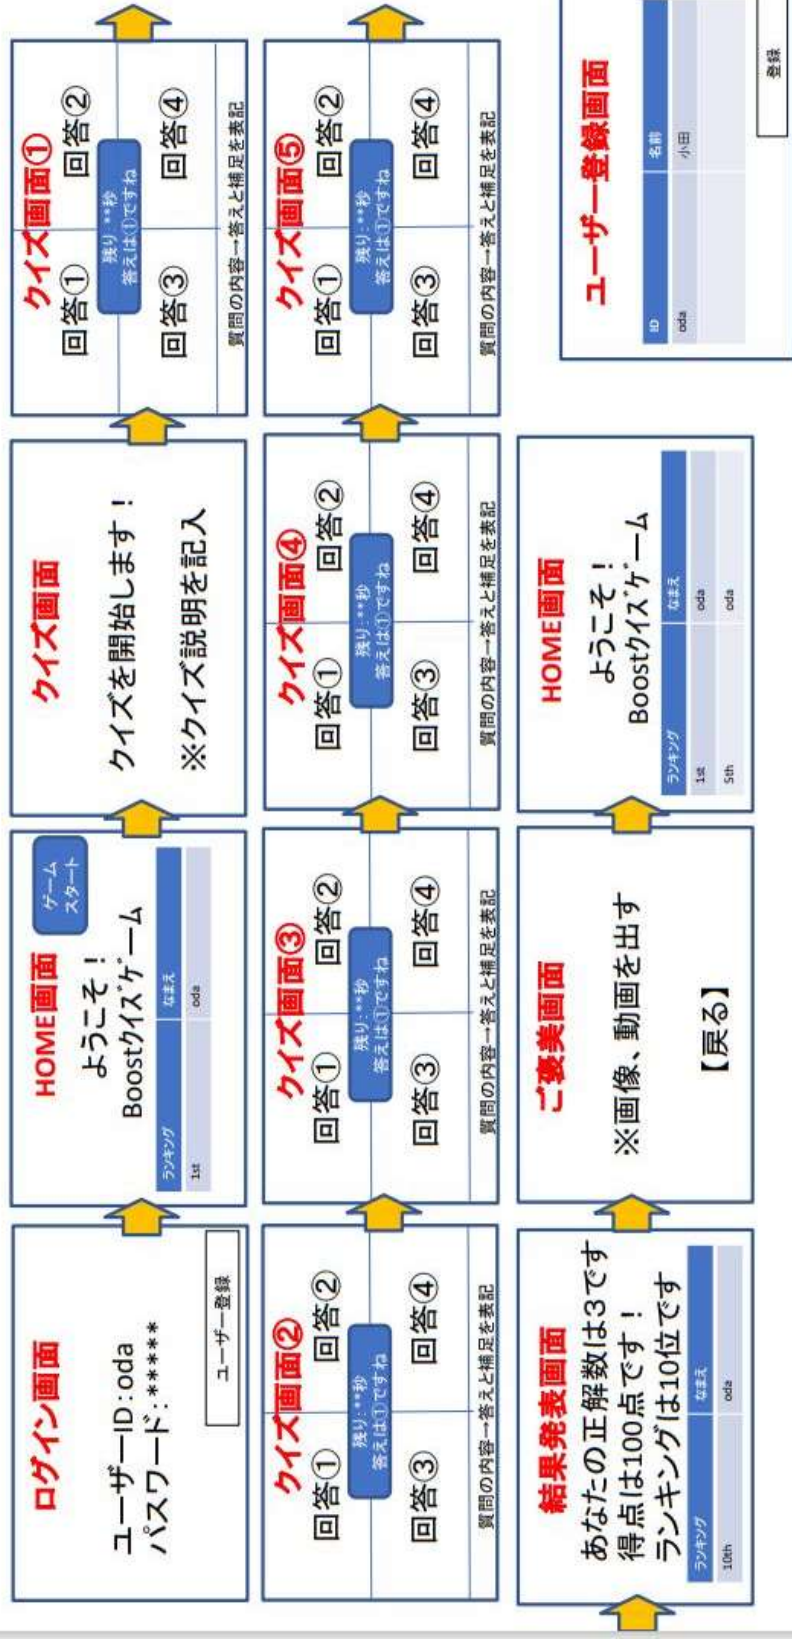 ログイン画面
ユーザーID:oda
パスワード:*****
ユーザー登録
HOME画面
ゲーム
スタート
ようこそ！
Boostクイズゲーム
ランキング なまえ
1st oda
クイズ画面
クイズを開始します！
※クイズ説明を記入
クイズ画面①
回答① 回答②
残り:**秒
答えは①ですね
回答③ 回答④
質問の内容→答えと補足を表記
クイズ画面②
回答① 回答②
残り:**秒
答えは①ですね
回答③ 回答④
質問の内容→答えと補足を表記
クイズ画面③
回答① 回答②
残り:**秒
答えは①ですね
回答③ 回答④
質問の内容→答えと補足を表記
クイズ画面④
回答① 回答②
残り:**秒
答えは①ですね
回答③ 回答④
質問の内容→答えと補足を表記
クイズ画面⑤
回答① 回答②
残り:**秒
答えは①ですね
回答③ 回答④
質問の内容→答えと補足を表記
結果発表画面
あなたの正解数は3です
得点は100点です！
ランキングは10位です
ランキング なまえ
10th oda
ご褒美画面
※画像、動画を出す
【戻る】
HOME画面
ようこそ！
Boostクイズゲーム
ランキング なまえ
1st oda
5th oda
ユーザー登録画面
ID 名前
oda 小田
登録